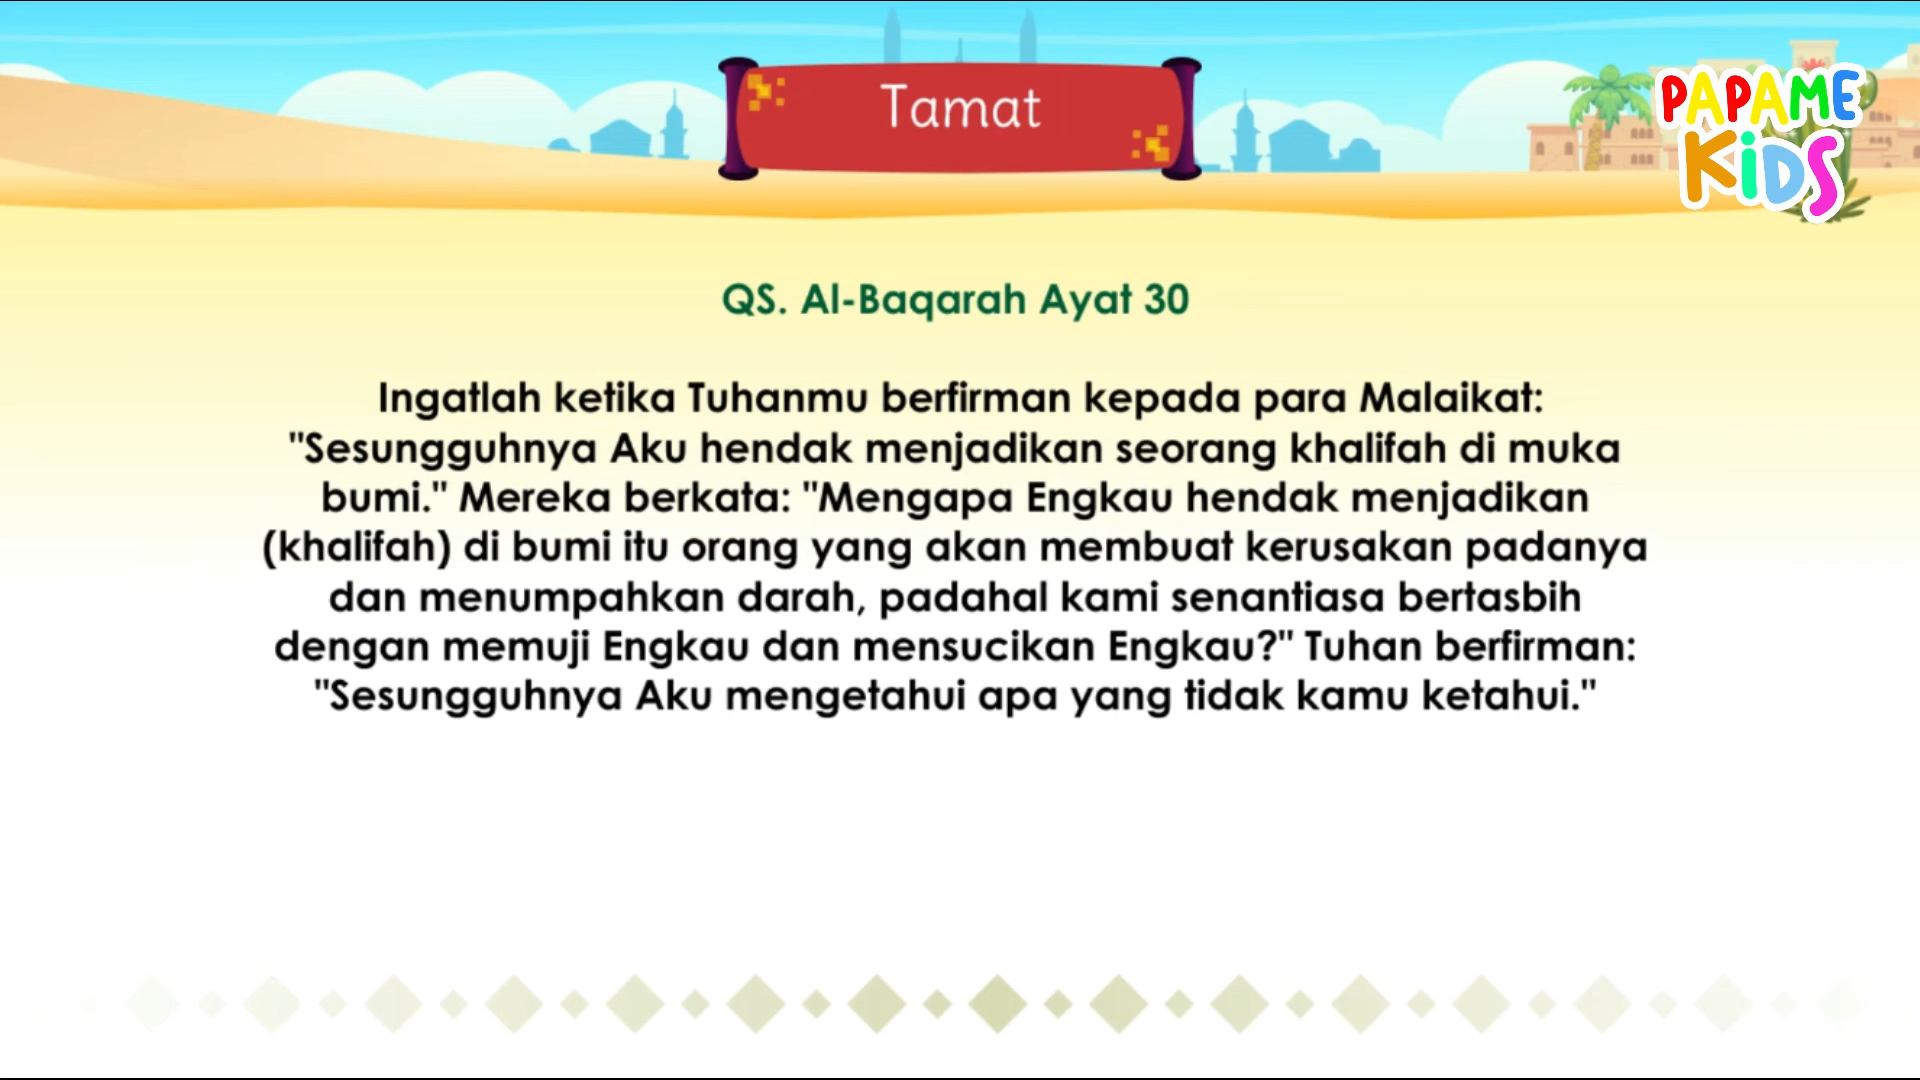 Tamat
PAPAME
KiDS
QS. Al-Baqarah Ayat 30
Ingatlah ketika Tuhanmu berfirman kepada para Malaikat:
"Sesungguhnya Aku hendak menjadikan seorang khalifah di muka
bumi." Mereka berkata: "Mengapa Engkau hendak menjadikan
(khalifah) di bumi itu orang yang akan membuat kerusakan padanya
dan menumpahkan darah, padahal kami senantiasa bertasbih
dengan memuji Engkau dan mensucikan Engkau?" Tuhan berfirman:
"Sesungguhnya Aku mengetahui apa yang tidak kamu ketahui."